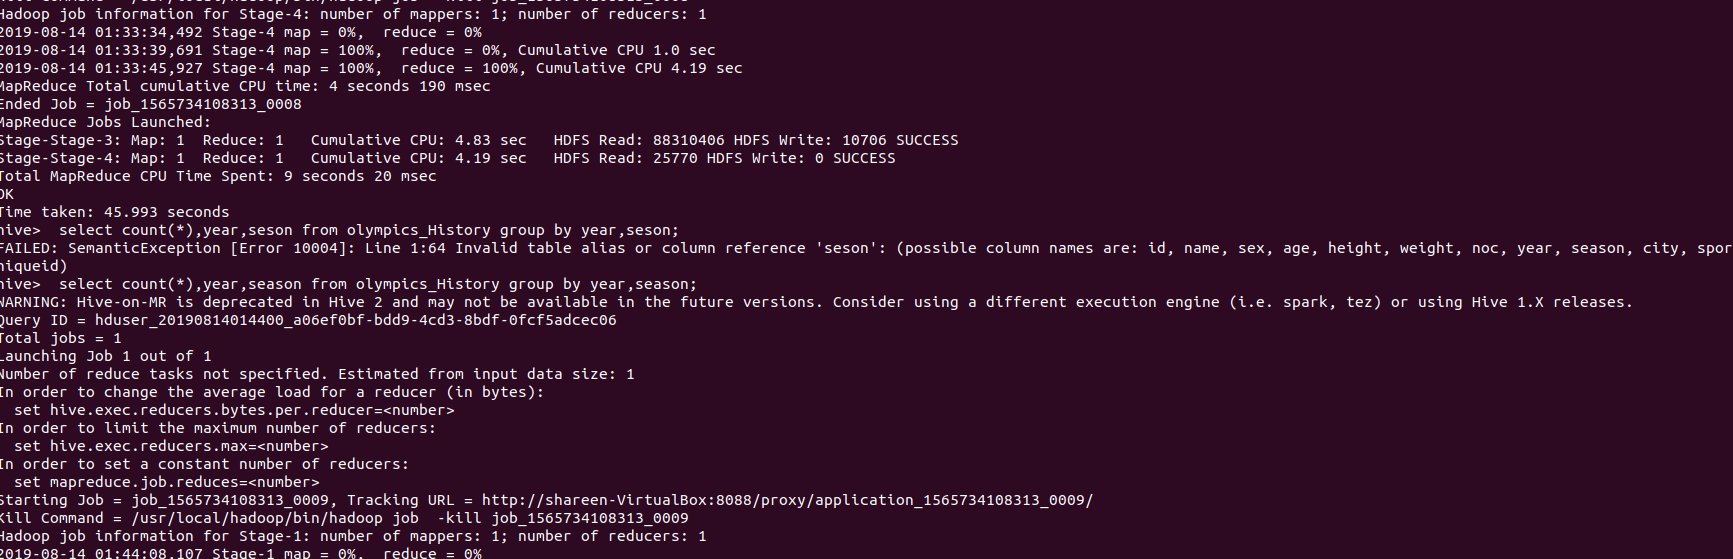 Hadoop job information for Stage-4: number of mappers: 1; number of reducers: 1
2019-08-14 01:33:34,492 Stage-4 map = 0%,  reduce = 0%
2019-08-14 01:33:39,691 Stage-4 map = 100%,  reduce = 0%, Cumulative CPU 1.0 sec
2019-08-14 01:33:45,927 Stage-4 map = 100%,  reduce = 100%, Cumulative CPU 4.19 sec
MapReduce Total cumulative CPU time: 4 seconds 190 msec
Ended Job = job_1565734108313_0008
MapReduce Jobs Launched:
Stage-Stage-3: Map: 1  Reduce: 1   Cumulative CPU: 4.83 sec   HDFS Read: 88310406 HDFS Write: 10706 SUCCESS
Stage-Stage-4: Map: 1  Reduce: 1   Cumulative CPU: 4.19 sec   HDFS Read: 25770 HDFS Write: 0 SUCCESS
Total MapReduce CPU Time Spent: 9 seconds 20 msec
OK
Time taken: 45.993 seconds
hive>  select count(*),year,seson from olympics_History group by year,seson;
FAILED: SemanticException [Error 10004]: Line 1:64 Invalid table alias or column reference 'seson': (possible column names are: id, name, sex, age, height, weight, noc, year, season, city, spor
niqueid)
hive>  select count(*),year,season from olympics_History group by year,season;
WARNING: Hive-on-MR is deprecated in Hive 2 and may not be available in the future versions. Consider using a different execution engine (i.e. spark, tez) or using Hive 1.X releases.
Query ID = hduser_20190814014400_a06ef0bf-bdd9-4cd3-8bdf-0fcf5adcec06
Total jobs = 1
Launching Job 1 out of 1
Number of reduce tasks not specified. Estimated from input data size: 1
In order to change the average load for a reducer (in bytes):
  set hive.exec.reducers.bytes.per.reducer=<number>
In order to limit the maximum number of reducers:
  set hive.exec.reducers.max=<number>
In order to set a constant number of reducers:
  set mapreduce.job.reduces=<number>
Starting Job = job_1565734108313_0009, Tracking URL = http://shareen-VirtualBox:8088/proxy/application_1565734108313_0009/
Kill Command = /usr/local/hadoop/bin/hadoop job  -kill job_1565734108313_0009
Hadoop job information for Stage-1: number of mappers: 1; number of reducers: 1
2019-08-14 01:44:08,107 Stage-1 map = 0%,  reduce = 0%